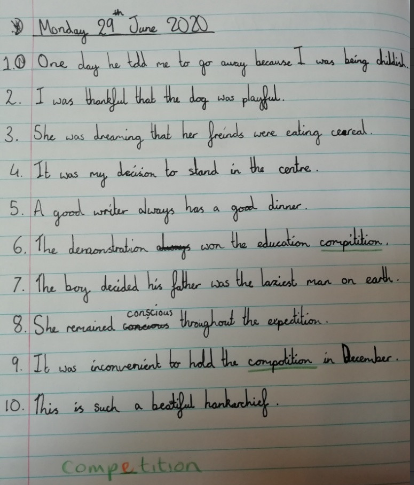 Monday 29th June 2020
1. One day he told me to go away because I was being childish.
2. I was thankful that the dog was playful.
3. She was dreaming that her freinds were eating cereal.
4. It was my decision to stand in the centre.
5. A good writer always has a good dinner.
6. The demonstration always won the education compitition.
7. The boy decided his father was the laziest man on earth.
conscious
8. She remained throughout the expedition.
9. It was inconvenient to hold the compotition in December.
10. This is such a beatiful hankerchief.
competition